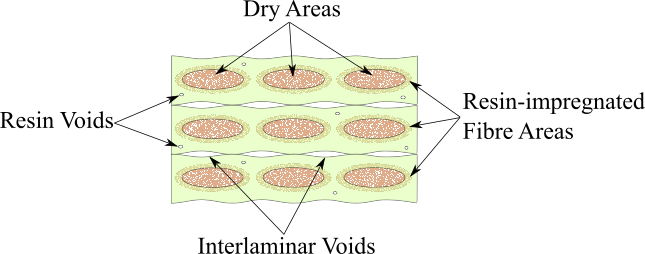 Dry Areas
Resin Voids
Resin-impregnated
Fibre Areas
Interlaminar Voids